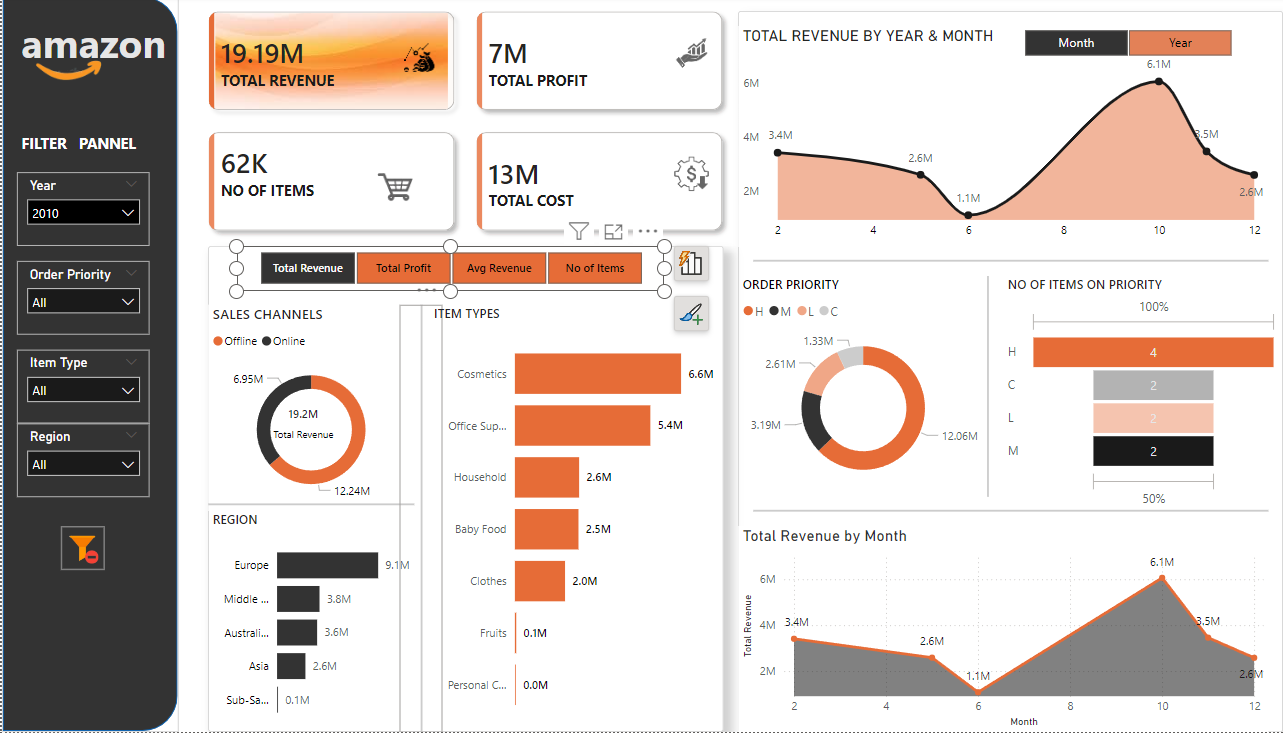 amazon
FILTER PANNEL
Year
2010
Order Priority
All
Item Type
All
Region
All
19.19M
TOTAL REVENUE
7M
TOTAL PROFIT
62K
NO OF ITEMS
13M
TOTAL COST
Total Revenue
Total Profit
Avg Revenue
No of Items
SALES CHANNELS
Offline Online
6.95M
19.2M
Total Revenue
12.24M
REGION
Europe 9.1M
Middle ... 3.8M
Australi... 3.6M
Asia 2.6M
Sub-Sa... 0.1M
ITEM TYPES
Cosmetics 6.6M
Office Sup... 5.4M
Household 2.6M
Baby Food 2.5M
Clothes 2.0M
Fruits 0.1M
Personal C... 0.0M
TOTAL REVENUE BY YEAR & MONTH
Month
Year
6M
4M
2M
3.4M
2.6M
1.1M
6.1M
3.5M
2.6M
2 4 6 8 10 12
ORDER PRIORITY
H M L C
1.33M
2.61M
3.19M
12.06M
NO OF ITEMS ON PRIORITY
100%
H 4
C 2
L 2
M 2
50%
Total Revenue by Month
Total Revenue
6M
4M
2M
3.4M
2.6M
1.1M
6.1M
3.5M
2.6M
2 4 6 8 10 12
Month